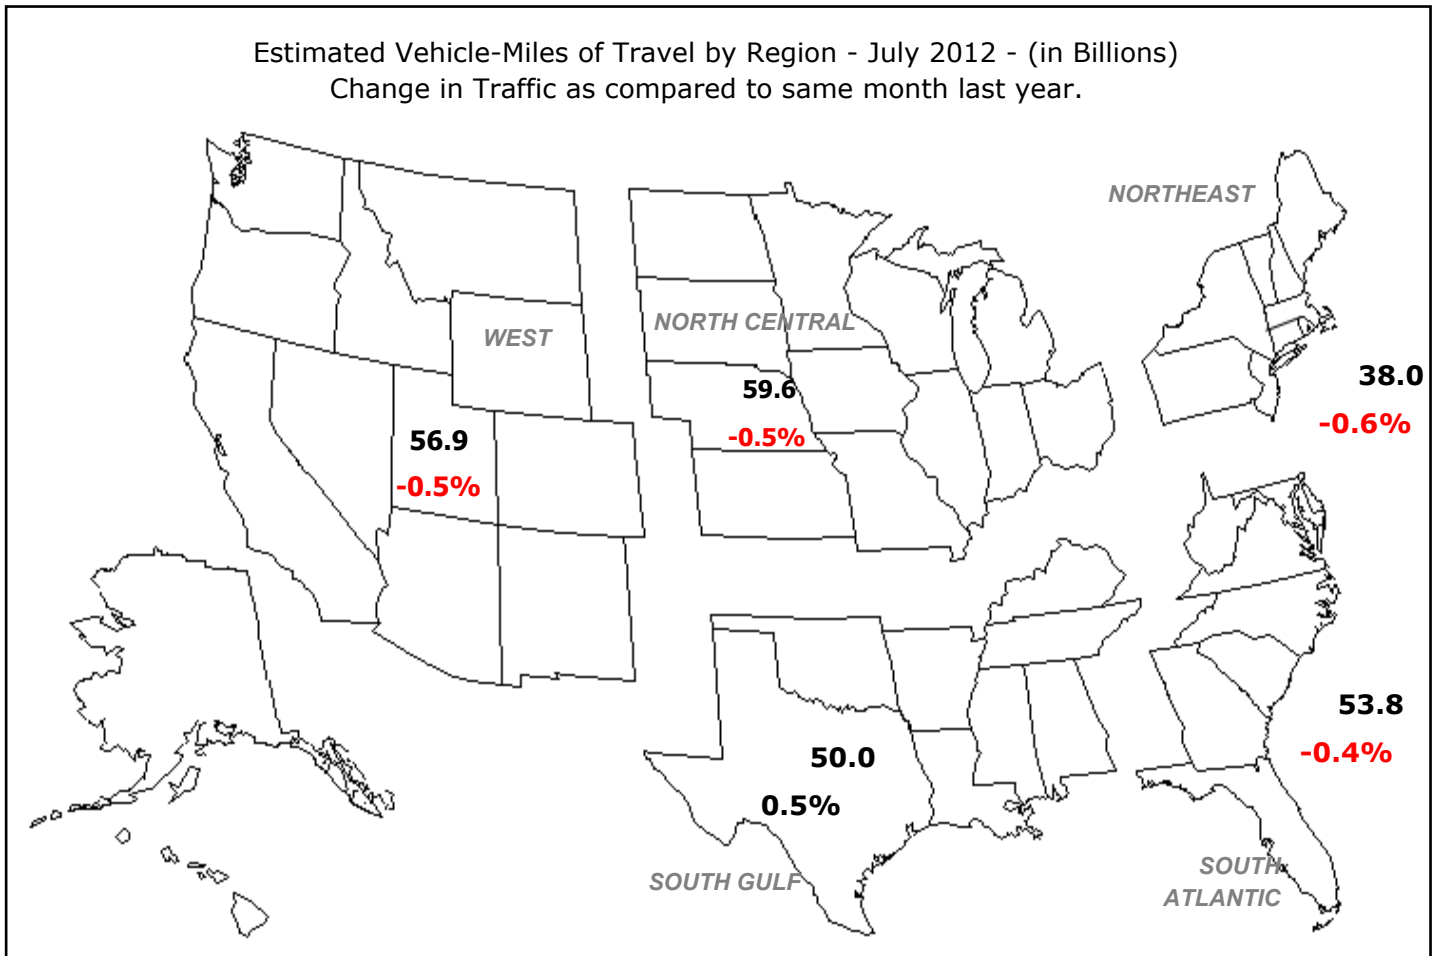 Estimated Vehicle-Miles of Travel by Region - July 2012 - (in Billions)
Change in Traffic as compared to same month last year.
NORTHEAST
WEST
NORTH CENTRAL
38.0
-0.6%
59.6
-0.5%
56.9
-0.5%
53.8
-0.4%
50.0
0.5%
SOUTH GULF
SOUTH
ATLANTIC